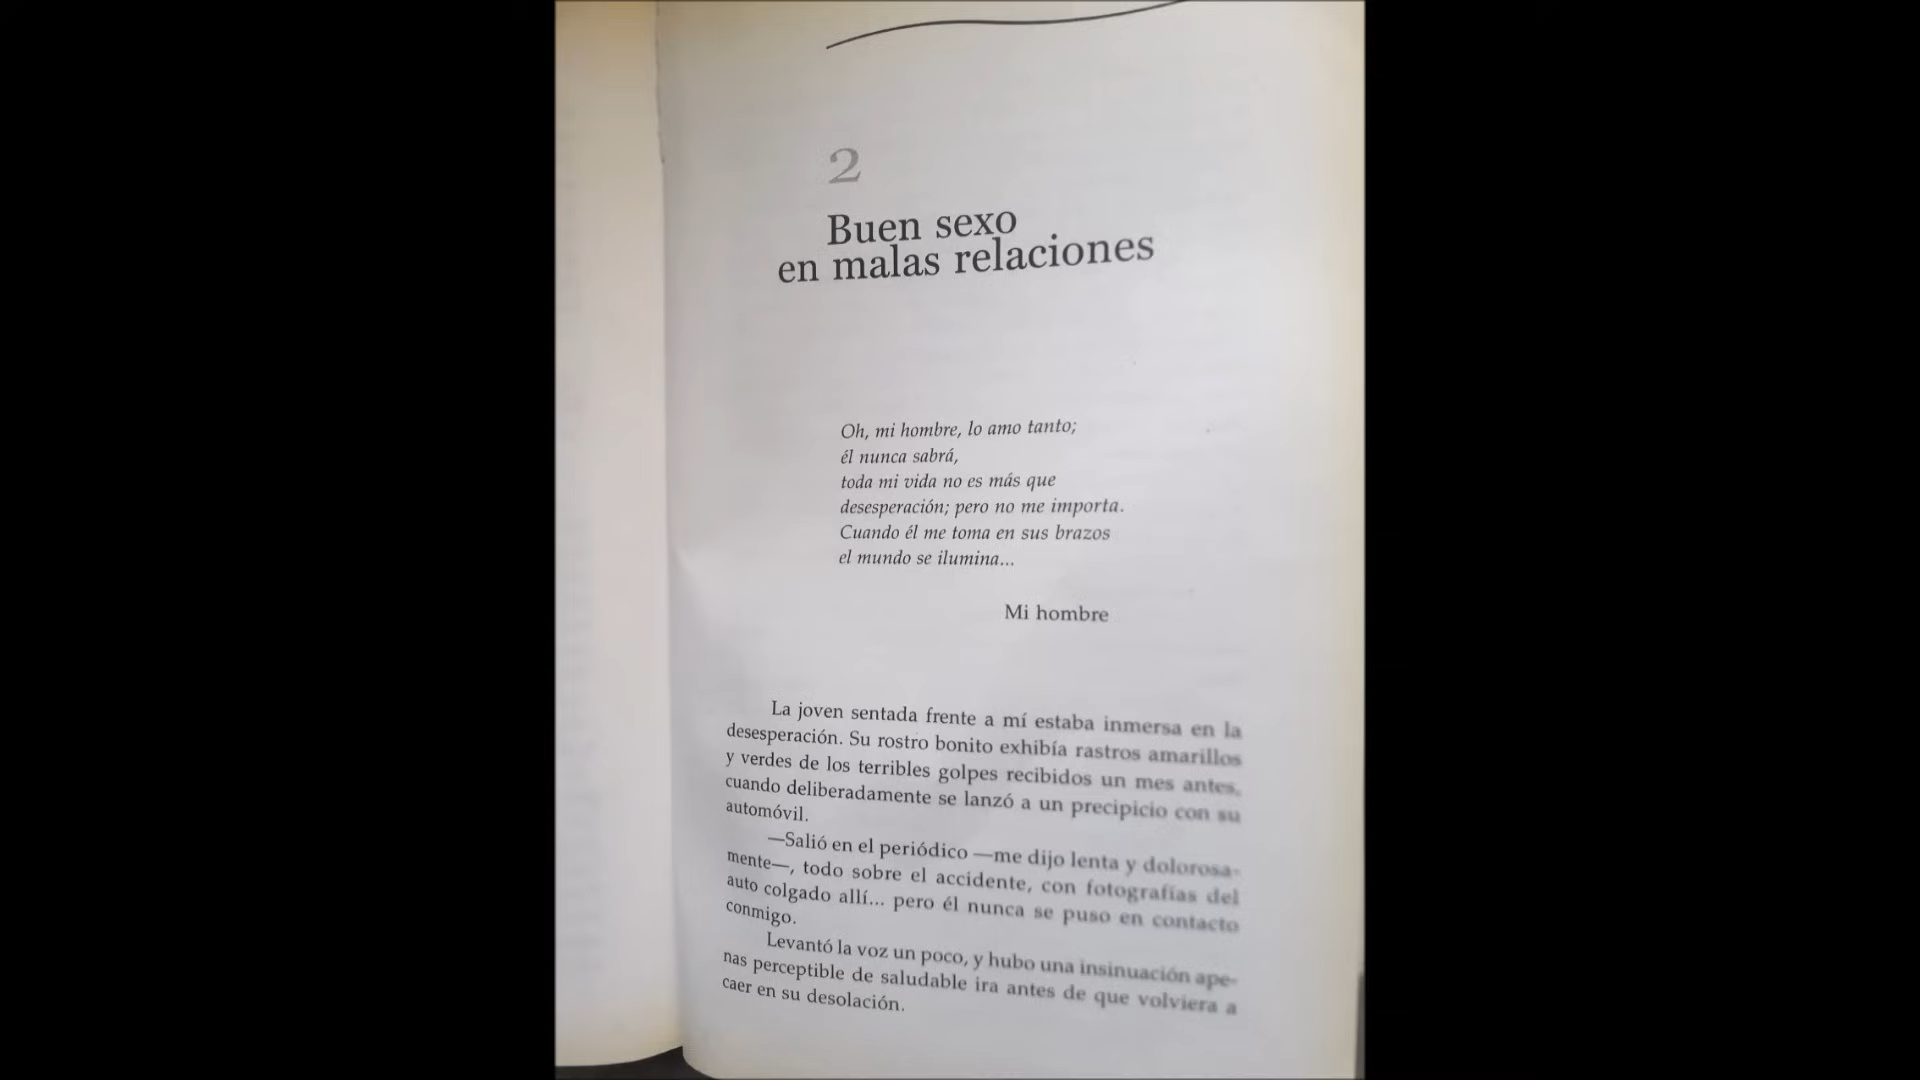 2
Buen sexo
en malas relaciones
Oh, mi hombre, lo amo tanto;
él nunca sabrá,
toda mi vida no es más que
desesperación; pero no me importa.
Cuando él me toma en sus brazos
el mundo se ilumina...
Mi hombre
La joven sentada frente a mí estaba inmersa en la
desesperación. Su rostro bonito exhibía rastros amarillos
y verdes de los terribles golpes recibidos un mes antes,
cuando deliberadamente se lanzó a un precipicio con su
automóvil.
—Salió en el periódico —me dijo lenta y dolorosa-
mente—, todo sobre el accidente, con fotografías del
auto colgado allí... pero él nunca se puso en contacto
conmigo.
Levantó la voz un poco, y hubo una insinuación ape-
nas perceptible de saludable ira antes de que volviera a
caer en su desolación.